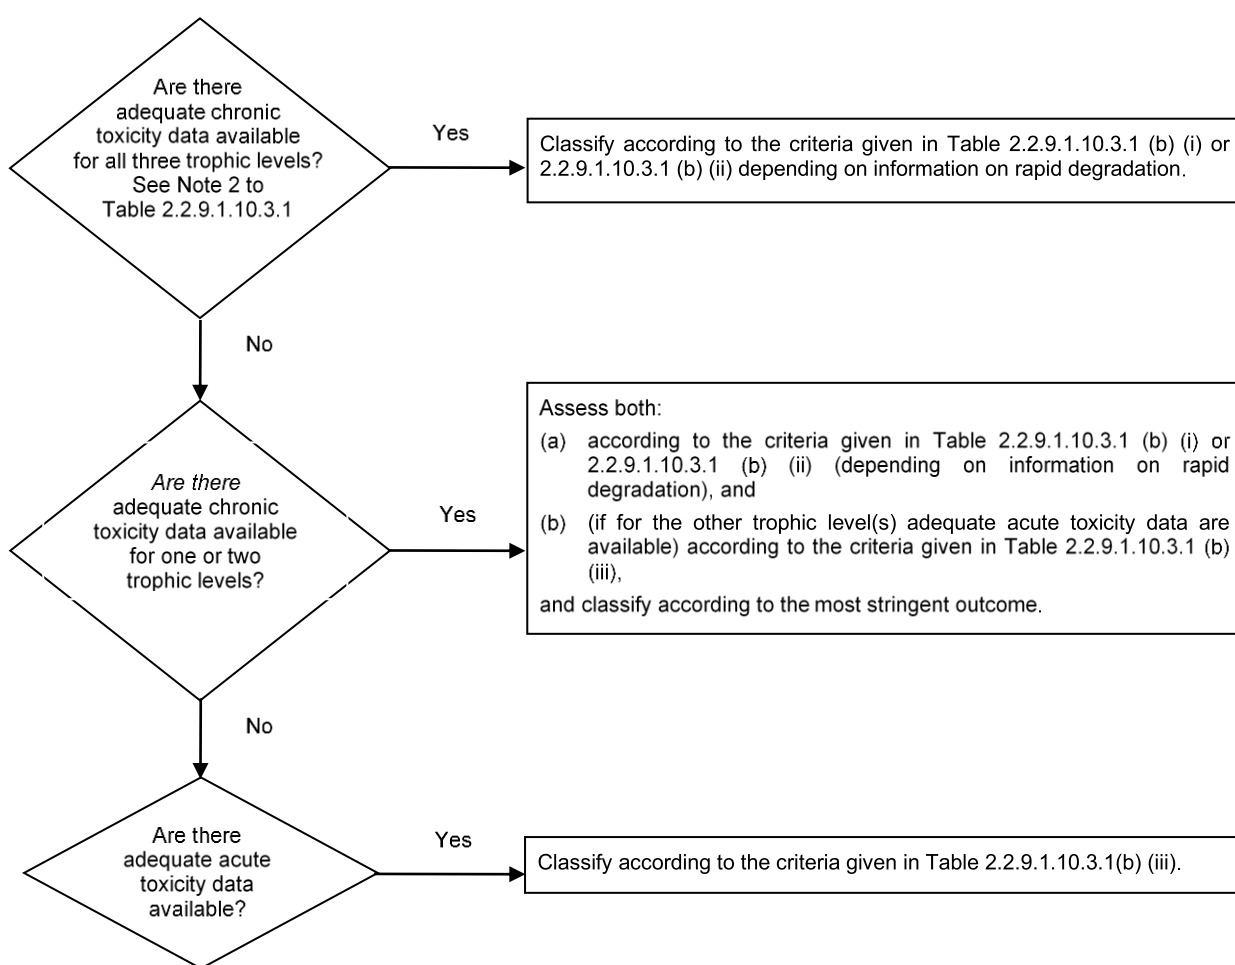 Are there
adequate chronic
toxicity data available
for all three trophic levels?
See Note 2 to
Table 2.2.9.1.10.3.1
Yes
Classify according to the criteria given in Table 2.2.9.1.10.3.1 (b) (i) or
2.2.9.1.10.3.1 (b) (ii) depending on information on rapid degradation.
No
Are there
adequate chronic
toxicity data available
for one or two
trophic levels?
Yes
Assess both:
(a) according to the criteria given in Table 2.2.9.1.10.3.1 (b) (i) or
2.2.9.1.10.3.1 (b) (ii) (depending on information on rapid
degradation), and
(b) (if for the other trophic level(s) adequate acute toxicity data are
available) according to the criteria given in Table 2.2.9.1.10.3.1 (b)
(iii),
and classify according to the most stringent outcome.
No
Are there
adequate acute
toxicity data
available?
Yes
Classify according to the criteria given in Table 2.2.9.1.10.3.1(b) (iii).